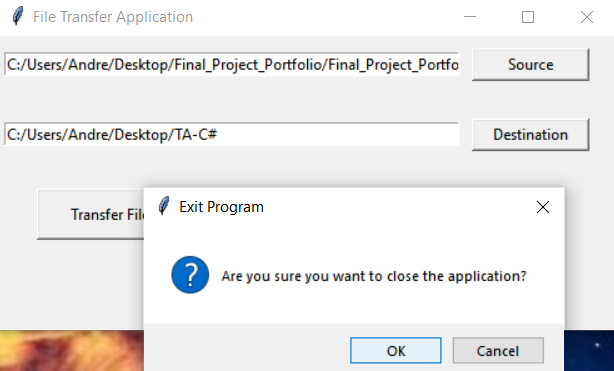 File Transfer Application
C:/Users/Andre/Desktop/Final_Project_Portfolio/Final_Project_Portfo
Source
C:/Users/Andre/Desktop/TA-C#
Destination
Transfer Fil
Exit Program
Are you sure you want to close the application?
OK
Cancel